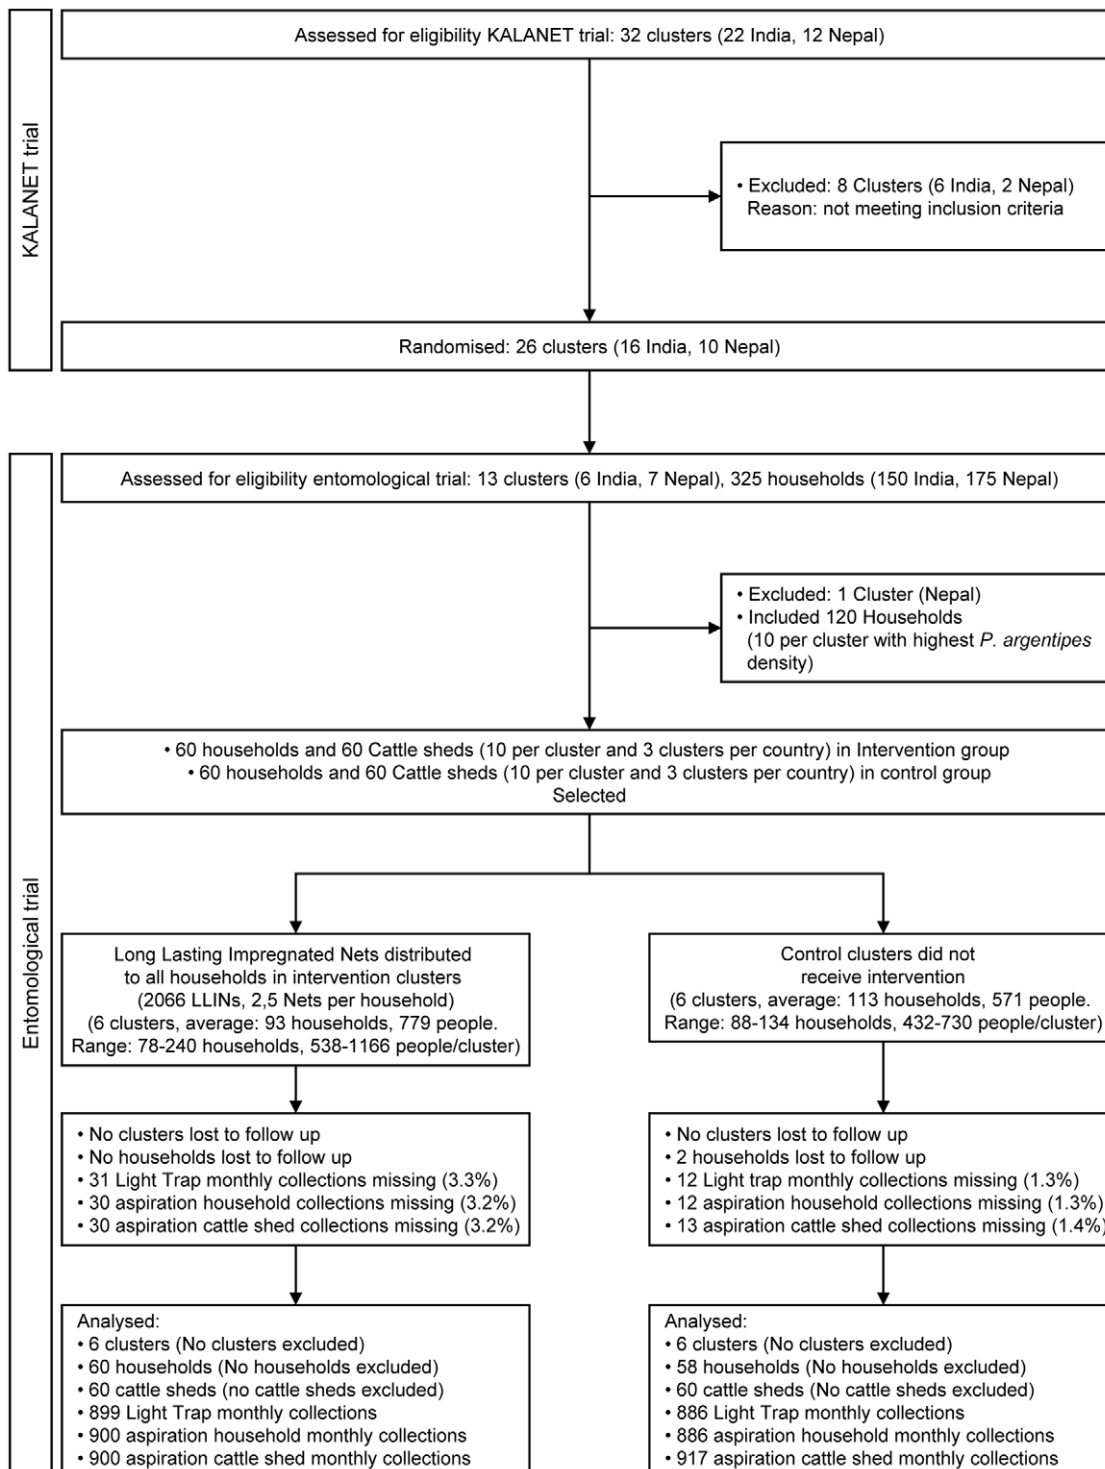 KALANET trial
Assessed for eligibility KALANET trial: 32 clusters (22 India, 12 Nepal)
• Excluded: 8 Clusters (6 India, 2 Nepal)
Reason: not meeting inclusion criteria
Randomised: 26 clusters (16 India, 10 Nepal)
Entomological trial
Assessed for eligibility entomological trial: 13 clusters (6 India, 7 Nepal), 325 households (150 India, 175 Nepal)
• Excluded: 1 Cluster (Nepal)
• Included 120 Households
(10 per cluster with highest P. argentipes
density)
• 60 households and 60 Cattle sheds (10 per cluster and 3 clusters per country) in Intervention group
• 60 households and 60 Cattle sheds (10 per cluster and 3 clusters per country) in control group
Selected
Long Lasting Impregnated Nets distributed
to all households in intervention clusters
(2066 LLINs, 2,5 Nets per household)
(6 clusters, average: 93 households, 779 people.
Range: 78-240 households, 538-1166 people/cluster)
Control clusters did not
receive intervention
(6 clusters, average: 113 households, 571 people.
Range: 88-134 households, 432-730 people/cluster)
• No clusters lost to follow up
• No households lost to follow up
• 31 Light Trap monthly collections missing (3.3%)
• 30 aspiration household collections missing (3.2%)
• 30 aspiration cattle shed collections missing (3.2%)
• No clusters lost to follow up
• 2 households lost to follow up
• 12 Light trap monthly collections missing (1.3%)
• 12 aspiration household collections missing (1.3%)
• 13 aspiration cattle shed collections missing (1.4%)
Analysed:
• 6 clusters (No clusters excluded)
• 60 households (No households excluded)
• 60 cattle sheds (no cattle sheds excluded)
• 899 Light Trap monthly collections
• 900 aspiration household monthly collections
• 900 aspiration cattle shed monthly collections
Analysed:
• 6 clusters (No clusters excluded)
• 58 households (No households excluded)
• 60 cattle sheds (No cattle sheds excluded)
• 886 Light Trap monthly collections
• 886 aspiration household monthly collections
• 917 aspiration cattle shed monthly collections